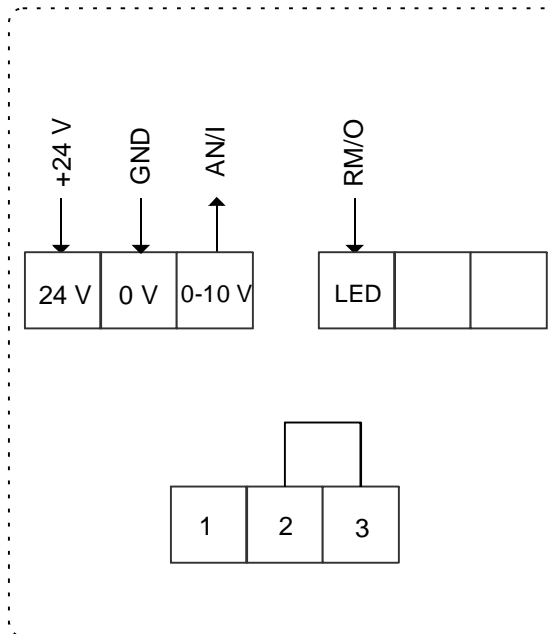 +24 V
GND
AN/I
RM/O
24 V
0 V
0-10 V
LED
1
2
3